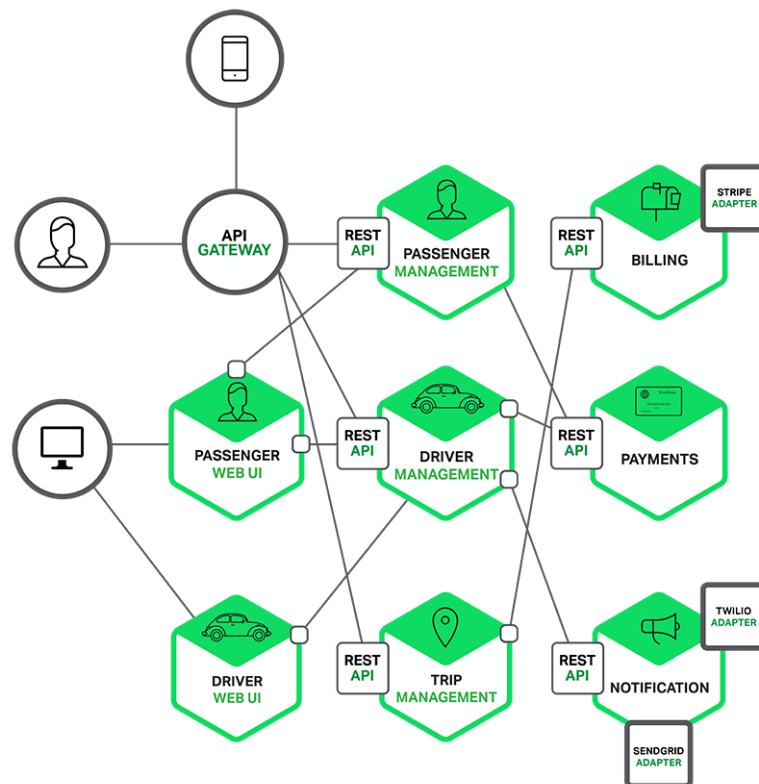 STRIPE
ADAPTER
API
GATEWAY
REST
API
PASSENGER
MANAGEMENT
REST
API
BILLING
PASSENGER
WEB UI
REST
API
DRIVER
MANAGEMENT
REST
API
PAYMENTS
TWILIO
ADAPTER
DRIVER
WEB UI
REST
API
TRIP
MANAGEMENT
REST
API
NOTIFICATION
SENDGRID
ADAPTER